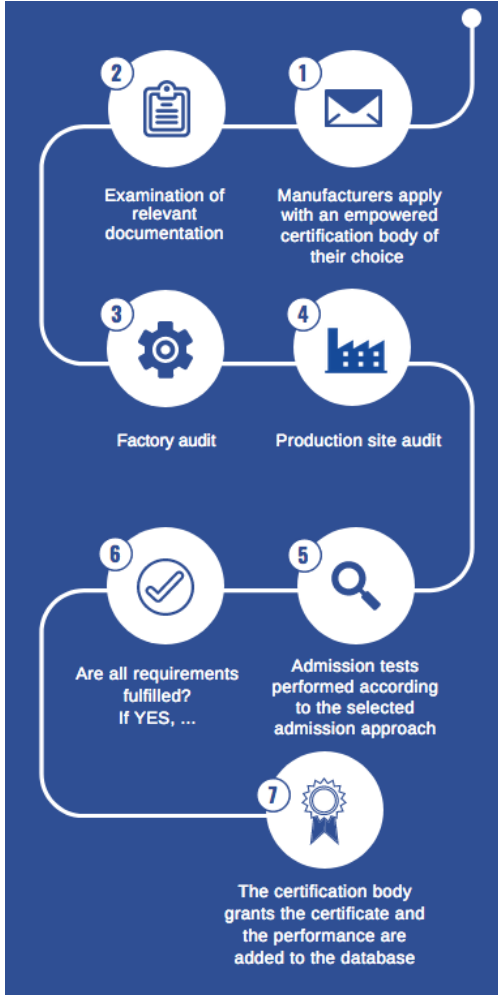 1
Manufacturers apply
with an empowered
certification body of
their choice
2
Examination of
relevant
documentation
3
Factory audit
4
Production site audit
5
Admission tests
performed according
to the selected
admission approach
6
Are all requirements
fulfilled?
If YES, ...
7
The certification body
grants the certificate and
the performance are
added to the database